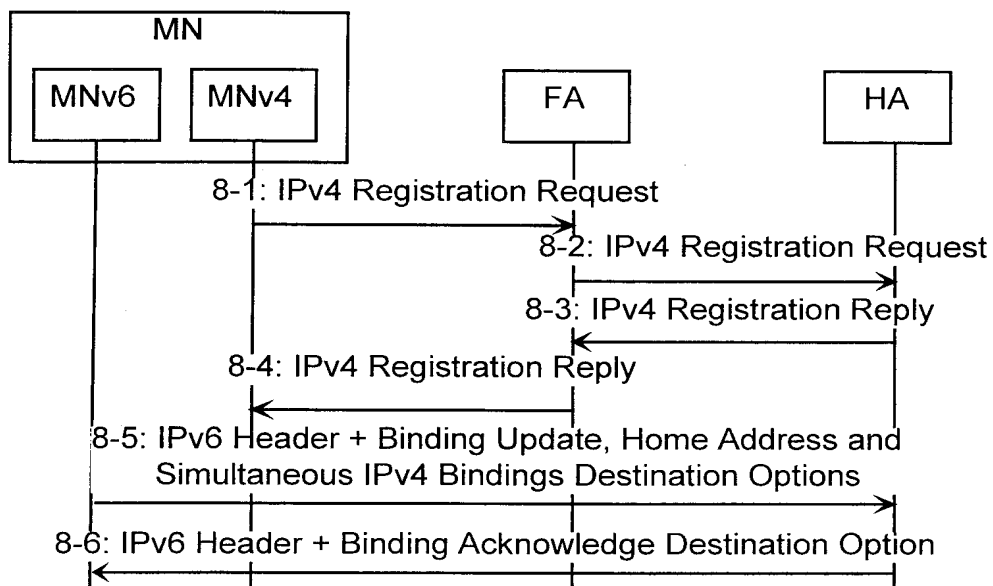 MN
MNv6
MNv4
FA
HA
8-1: IPv4 Registration Request
8-2: IPv4 Registration Request
8-3: IPv4 Registration Reply
8-4: IPv4 Registration Reply
8-5: IPv6 Header + Binding Update, Home Address and
Simultaneous IPv4 Bindings Destination Options
8-6: IPv6 Header + Binding Acknowledge Destination Option